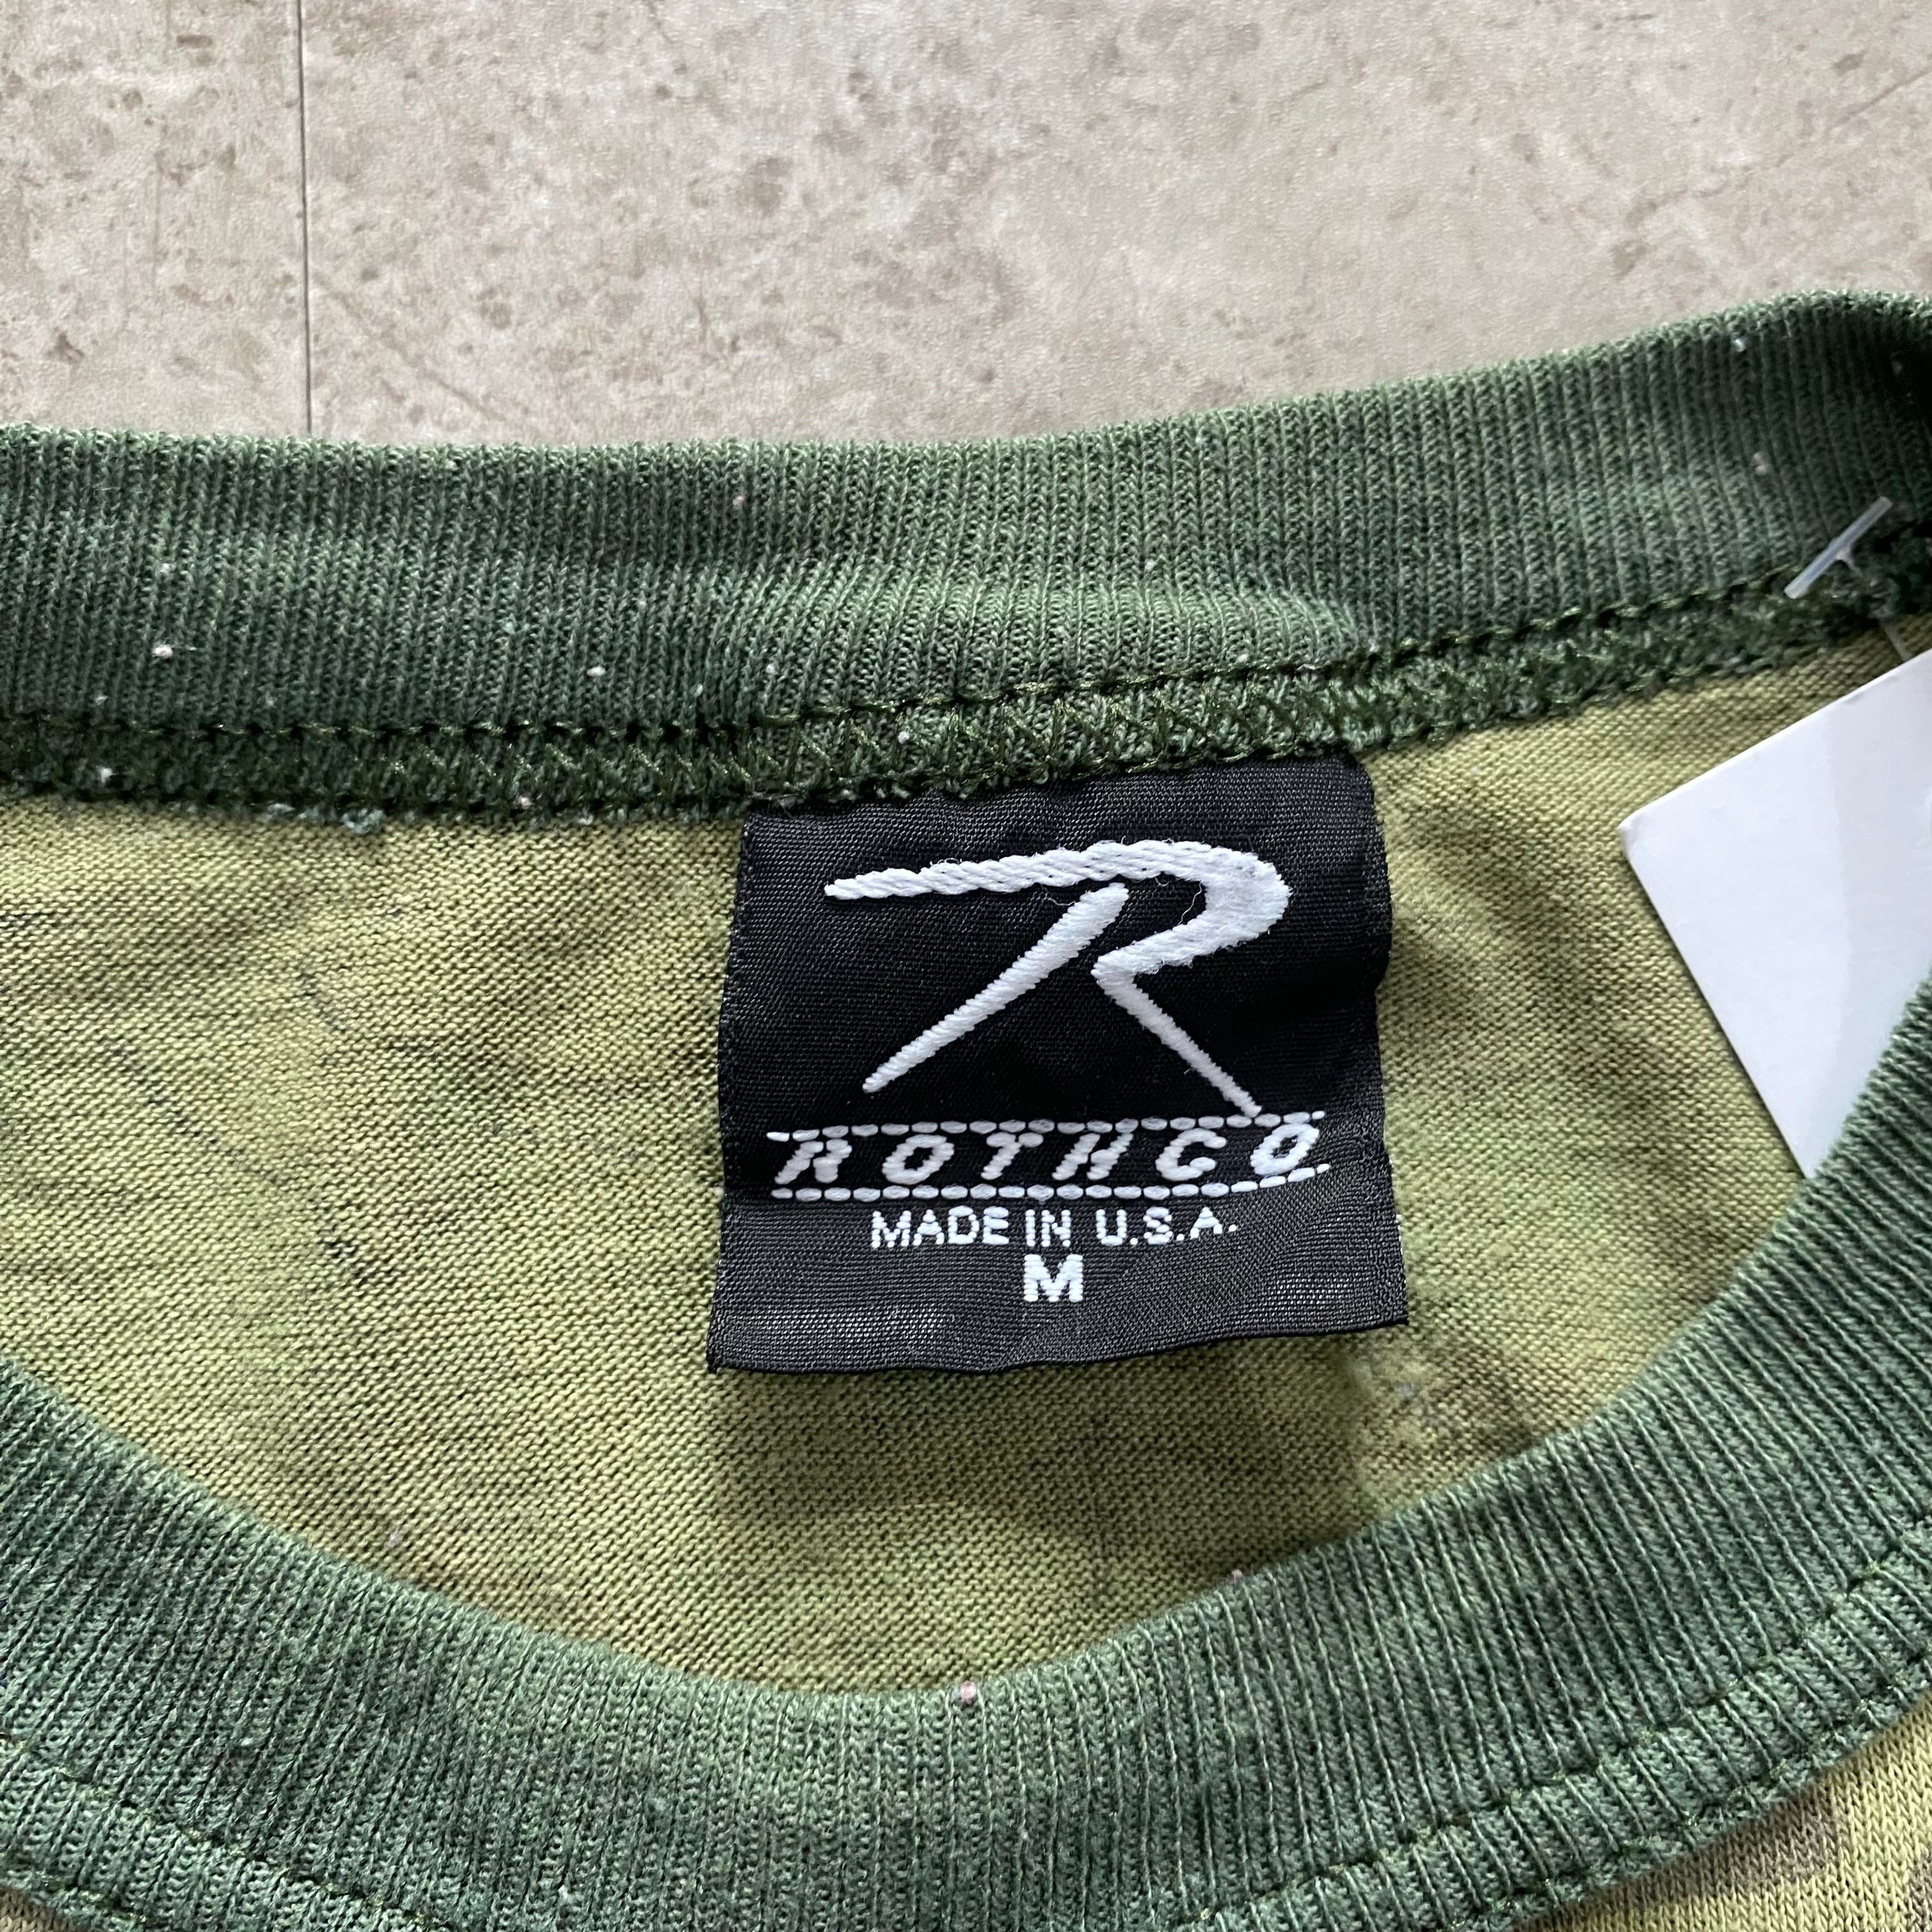 R
ROTHCO
MADE IN U.S.A.
M